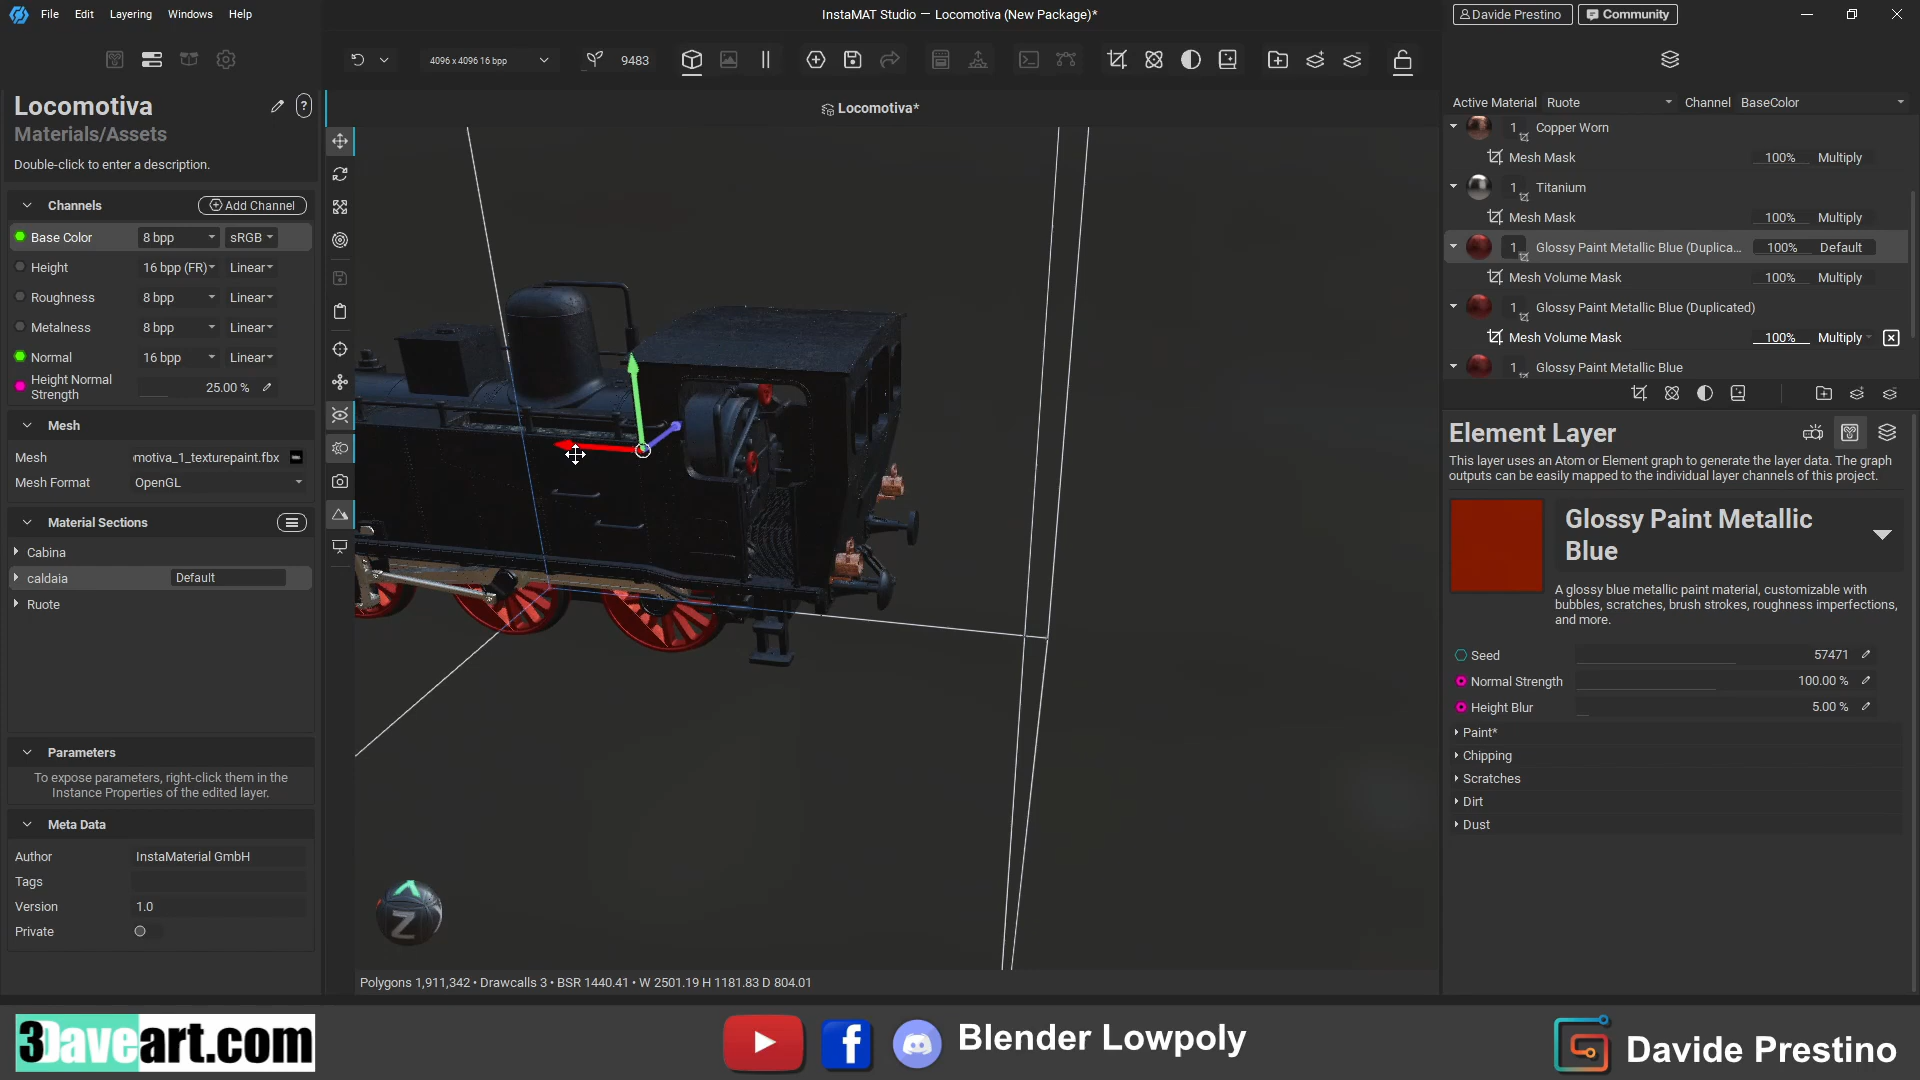 File Edit Layering Windows Help
InstaMAT Studio — Locomotiva (New Package)*
Davide Prestino Community
4096 x 4096 16 bpp 9483
Locomotiva
Materials/Assets
Double-click to enter a description.
Channels Add Channel
Base Color 8 bpp sRGB
Height 16 bpp (FR) Linear
Roughness 8 bpp Linear
Metalness 8 bpp Linear
Normal 16 bpp Linear
Height Normal Strength 25.00 %
Mesh
Mesh motiva_1_texturepaint.fbx
Mesh Format OpenGL
Material Sections
Cabina
caldaia Default
Ruote
Parameters
To expose parameters, right-click them in the
Instance Properties of the edited layer.
Meta Data
Author InstaMaterial GmbH
Tags
Version 1.0
Private
Locomotiva*
Z
Polygons 1,911,342 • Drawcalls 3 • BSR 1440.41 • W 2501.19 H 1181.83 D 804.01
Active Material Ruote Channel BaseColor
1 Copper Worn
Mesh Mask 100% Multiply
1 Titanium
Mesh Mask 100% Multiply
1 Glossy Paint Metallic Blue (Duplica... 100% Default
Mesh Volume Mask 100% Multiply
1 Glossy Paint Metallic Blue (Duplicated)
Mesh Volume Mask 100% Multiply
1 Glossy Paint Metallic Blue
Element Layer
This layer uses an Atom or Element graph to generate the layer data. The graph
outputs can be easily mapped to the individual layer channels of this project.
Glossy Paint Metallic
Blue
A glossy blue metallic paint material, customizable with
bubbles, scratches, brush strokes, roughness imperfections,
and more.
Seed 57471
Normal Strength 100.00 %
Height Blur 5.00 %
Paint*
Chipping
Scratches
Dirt
Dust
3Daveart.com
Blender Lowpoly
Davide Prestino